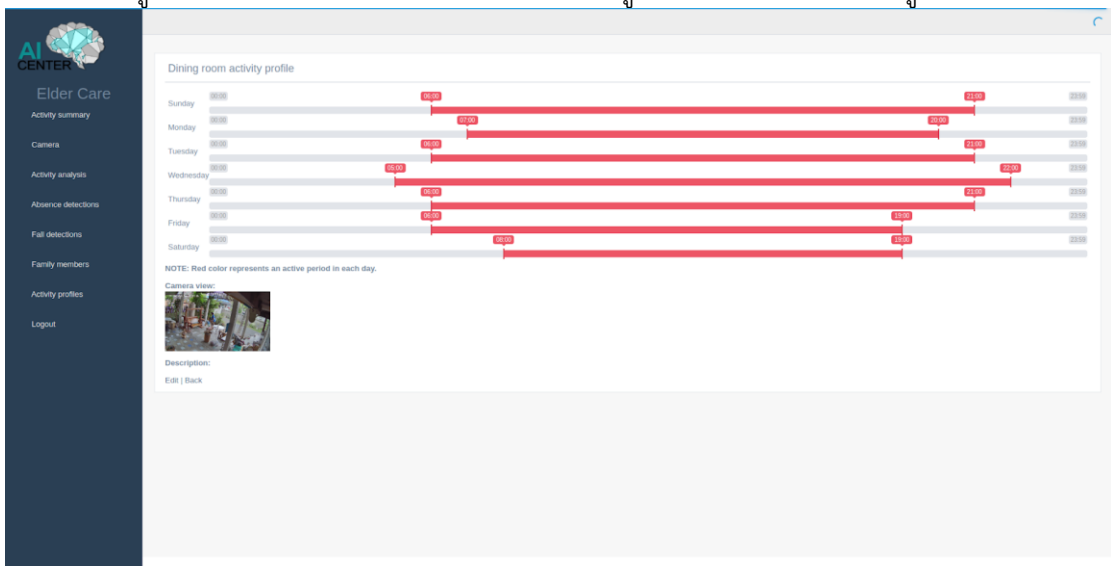 AI
CENTER
Elder Care
Activity summary
Camera
Activity analysis
Absence detections
Fall detections
Family members
Activity profiles
Logout
Dining room activity profile
Sunday 00:00 06:00 21:00 23:59
Monday 00:00 07:00 20:00 23:59
Tuesday 00:00 06:00 21:00 23:59
Wednesday 00:00 05:00 22:00 23:59
Thursday 00:00 06:00 21:00 23:59
Friday 00:00 06:00 19:00 23:59
Saturday 00:00 08:00 19:00 23:59
NOTE: Red color represents an active period in each day.
Camera view:
Description:
Edit | Back